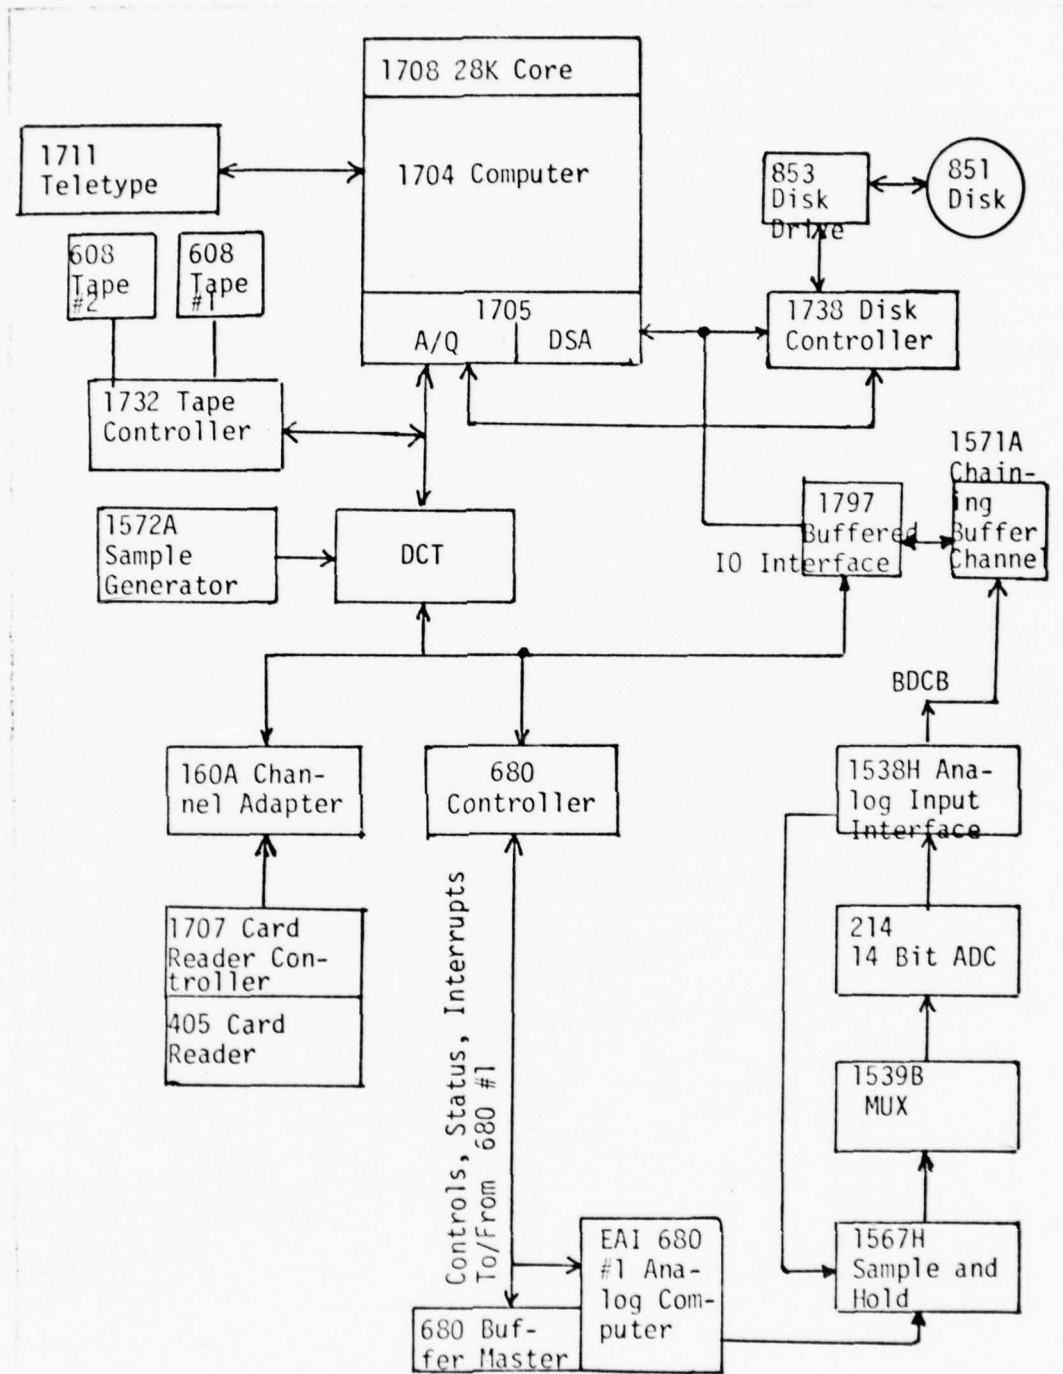 1708 28K Core
1704 Computer
1705
A/Q
DSA
1711
Teletype
853
Disk
Drive
851
Disk
608
Tape
#2
608
Tape
#1
1738 Disk
Controller
1732 Tape
Controller
1572A
Sample
Generator
DCT
1797
Buffered
IO Interface
1571A
Chain-
ing
Buffer
Channel
BDCB
160A Chan-
nel Adapter
680
Controller
1538H Ana-
log Input
Interface
1707 Card
Reader Con-
troller
405 Card
Reader
Controls, Status, Interrupts
To/From 680 #1
214
14 Bit ADC
1539B
MUX
1567H
Sample and
Hold
EAI 680
#1 Ana-
log Com-
puter
680 Buf-
fer Master